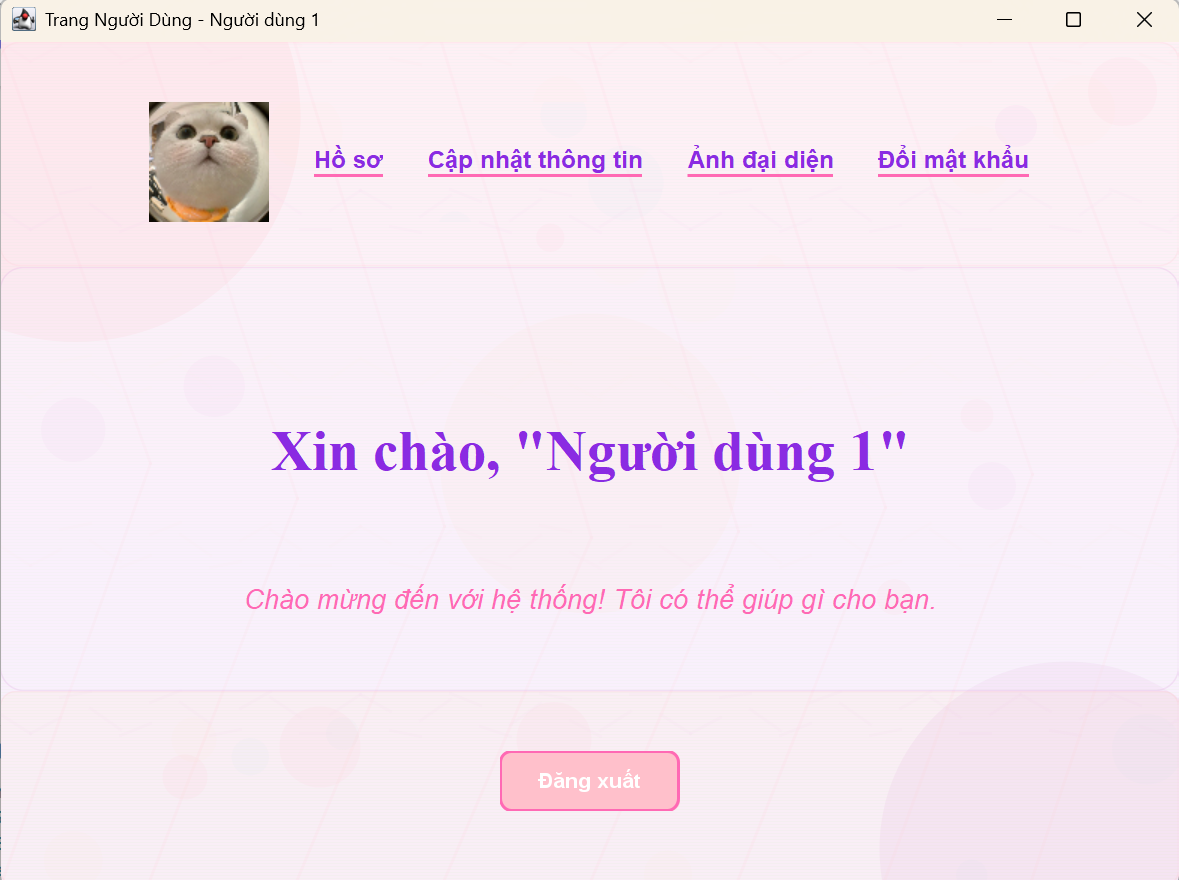 Trang Người Dùng - Người dùng 1
Hồ sơ Cập nhật thông tin Ảnh đại diện Đổi mật khẩu
Xin chào, "Người dùng 1"
Chào mừng đến với hệ thống! Tôi có thể giúp gì cho bạn.
Đăng xuất